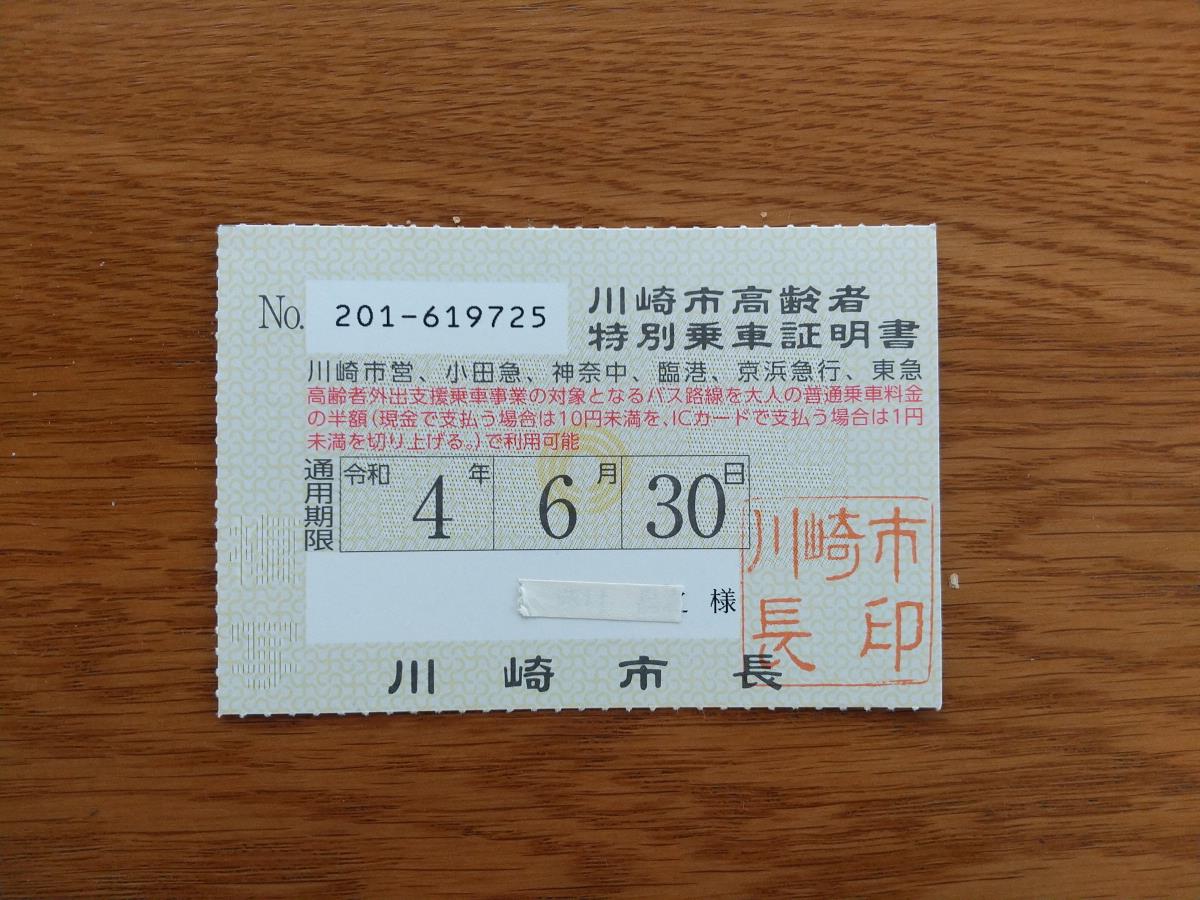 No. 201-619725
川崎市高齢者
特別乗車証明書
川崎市営、小田急、神奈中、臨港、京浜急行、東急
高齢者外出支援乗車事業の対象となるバス路線を大人の普通乗車料金
の半額(現金で支払う場合は10円未満を、ICカードで支払う場合は1円
未満を切り上げる。)で利用可能
通用期限 令和4年6月30日
様
川崎市長
川崎市
長印